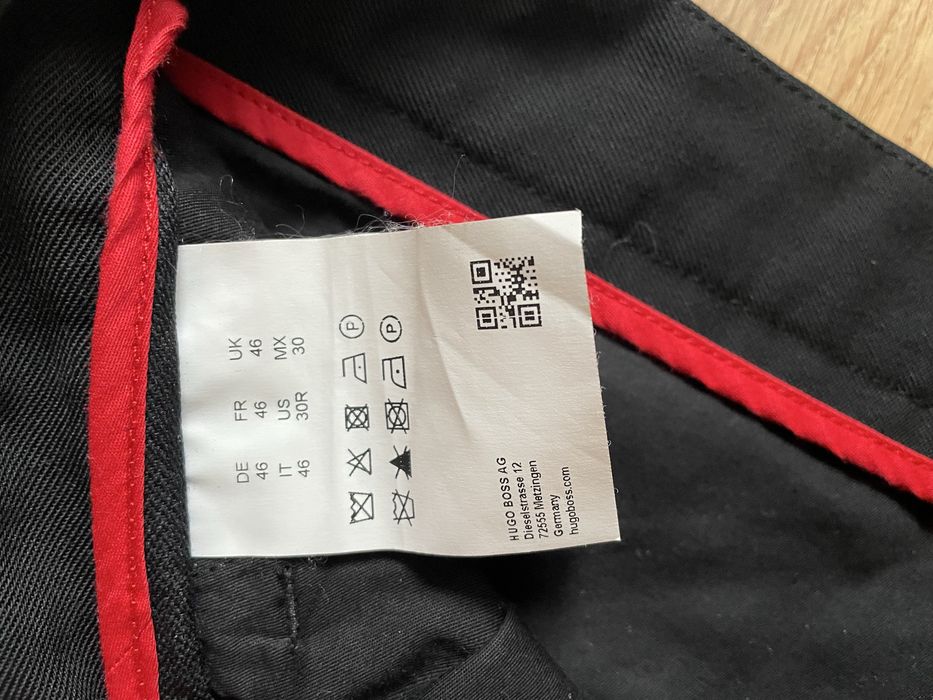 DE FR UK
46 46 46
IT US MX
46 30R 30
P
P
HUGO BOSS AG
Dieselstrasse 12
72555 Metzingen
Germany
hugoboss.com